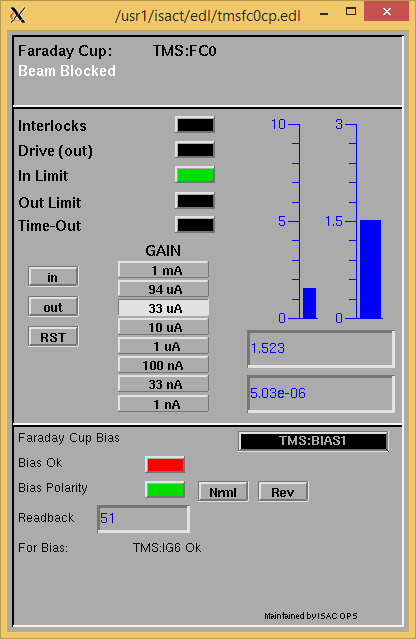 /usr1/isact/edl/tmsfc0cp.edl
Faraday Cup: TMS:FC0
Beam Blocked
Interlocks
Drive (out)
In Limit
Out Limit
Time-Out
GAIN
1 mA
94 uA
33 uA
10 uA
1 uA
100 nA
33 nA
1 nA
in
out
RST
10
5
0
3
1.5
0
1.523
5.03e-06
Faraday Cup Bias TMS:BIAS1
Bias Ok
Bias Polarity Nrml Rev
Readback 51
For Bias: TMS:IG6 Ok
Maintained by ISAC OPS